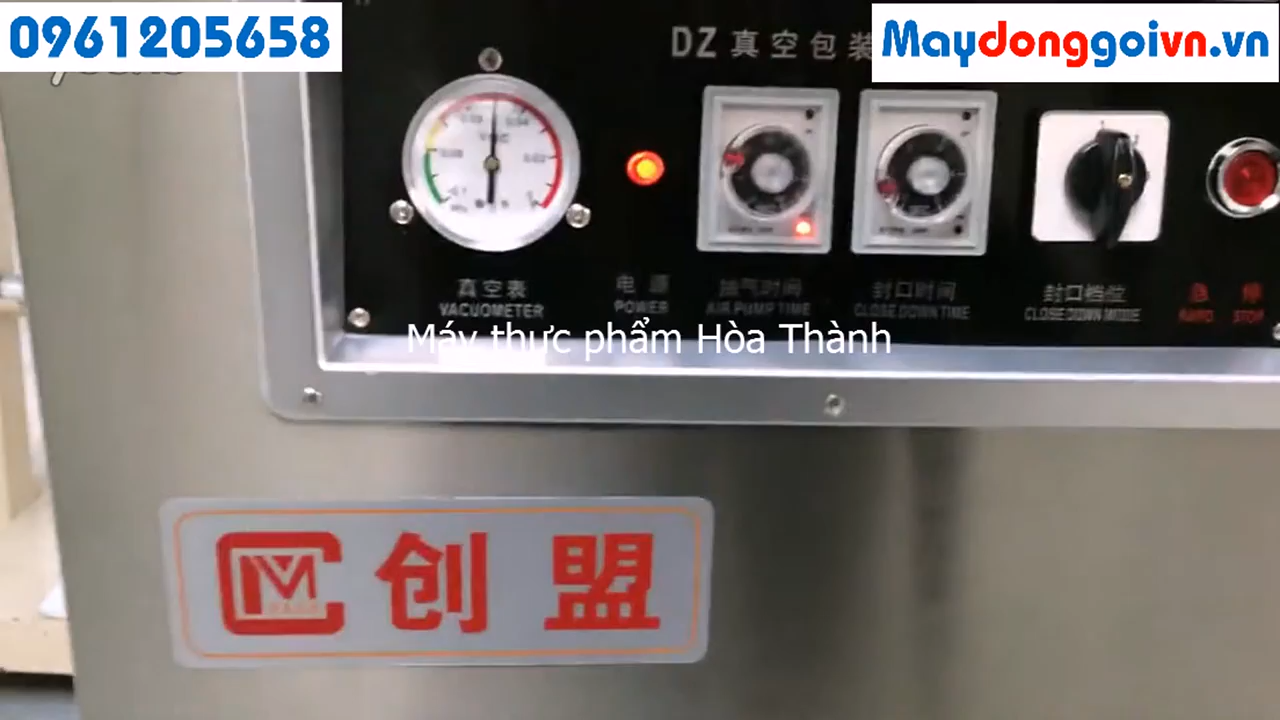 0961205658
Maydonggoivn.vn
DZ 真空包装
真空表
VACUOMETER
电源
POWER
抽气时间
AIR PUMP TIME
封口时间
CLOSE DOWN TIME
封口档位
CLOSE DOWN MODE
急 停
STOP
Máy thực phẩm Hòa Thành
创盟